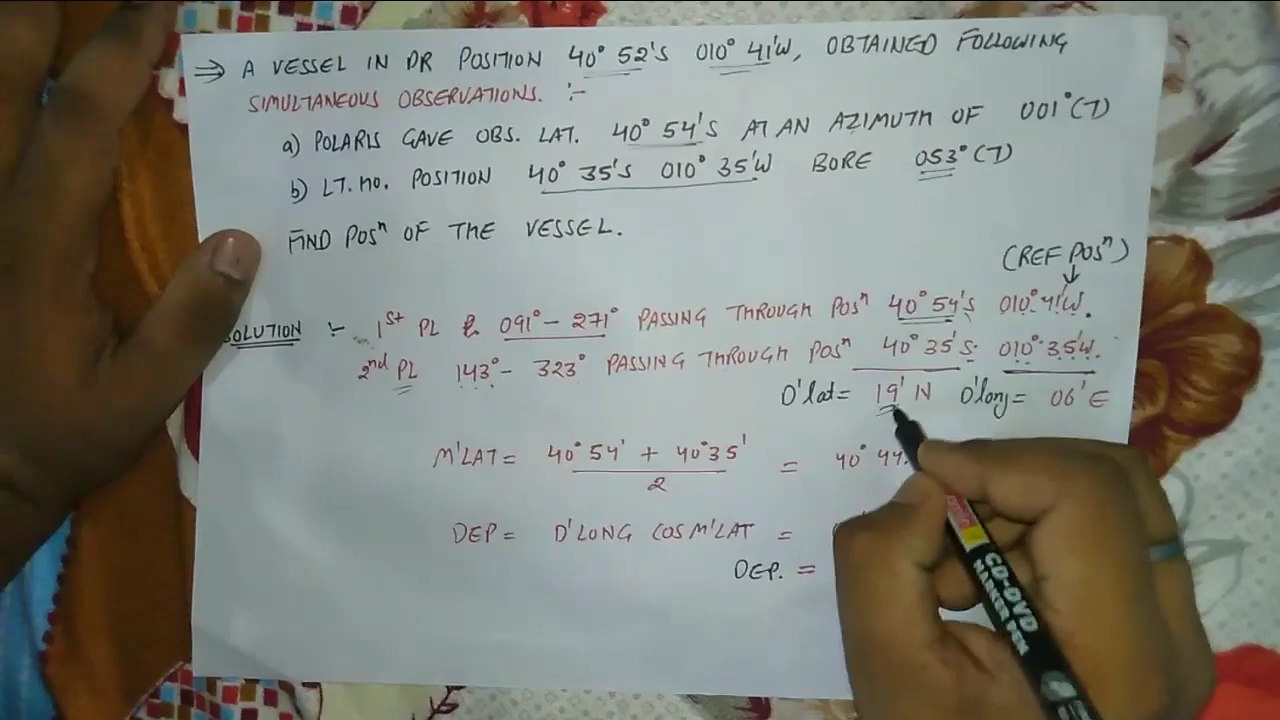 ⇒ A VESSEL IN DR POSITION 40° 52'S 010° 41'W, OBTAINED FOLLOWING
SIMULTANEOUS OBSERVATIONS. :-
a) POLARIS GAVE OBS. LAT. 40° 54'S AT AN AZIMUTH OF 001° (T)
b) LT. HO. POSITION 40° 35'S 010° 35'W BORE 053° (T)
FIND POSⁿ OF THE VESSEL.
(REF POSⁿ)
SOLUTION :- 1st PL 091° - 271° PASSING THROUGH POSⁿ 40° 54'S 010° 41'W.
2nd PL 143° - 323° PASSING THROUGH POSⁿ 40° 35'S 010° 35'W.
D'lat = 19' N D'long = 06' E
M'LAT = 40° 54' + 40° 35' = 40° 44.
2
DEP = D'LONG COS M'LAT =
DEP. =
CD-DVD
MARKER PEN